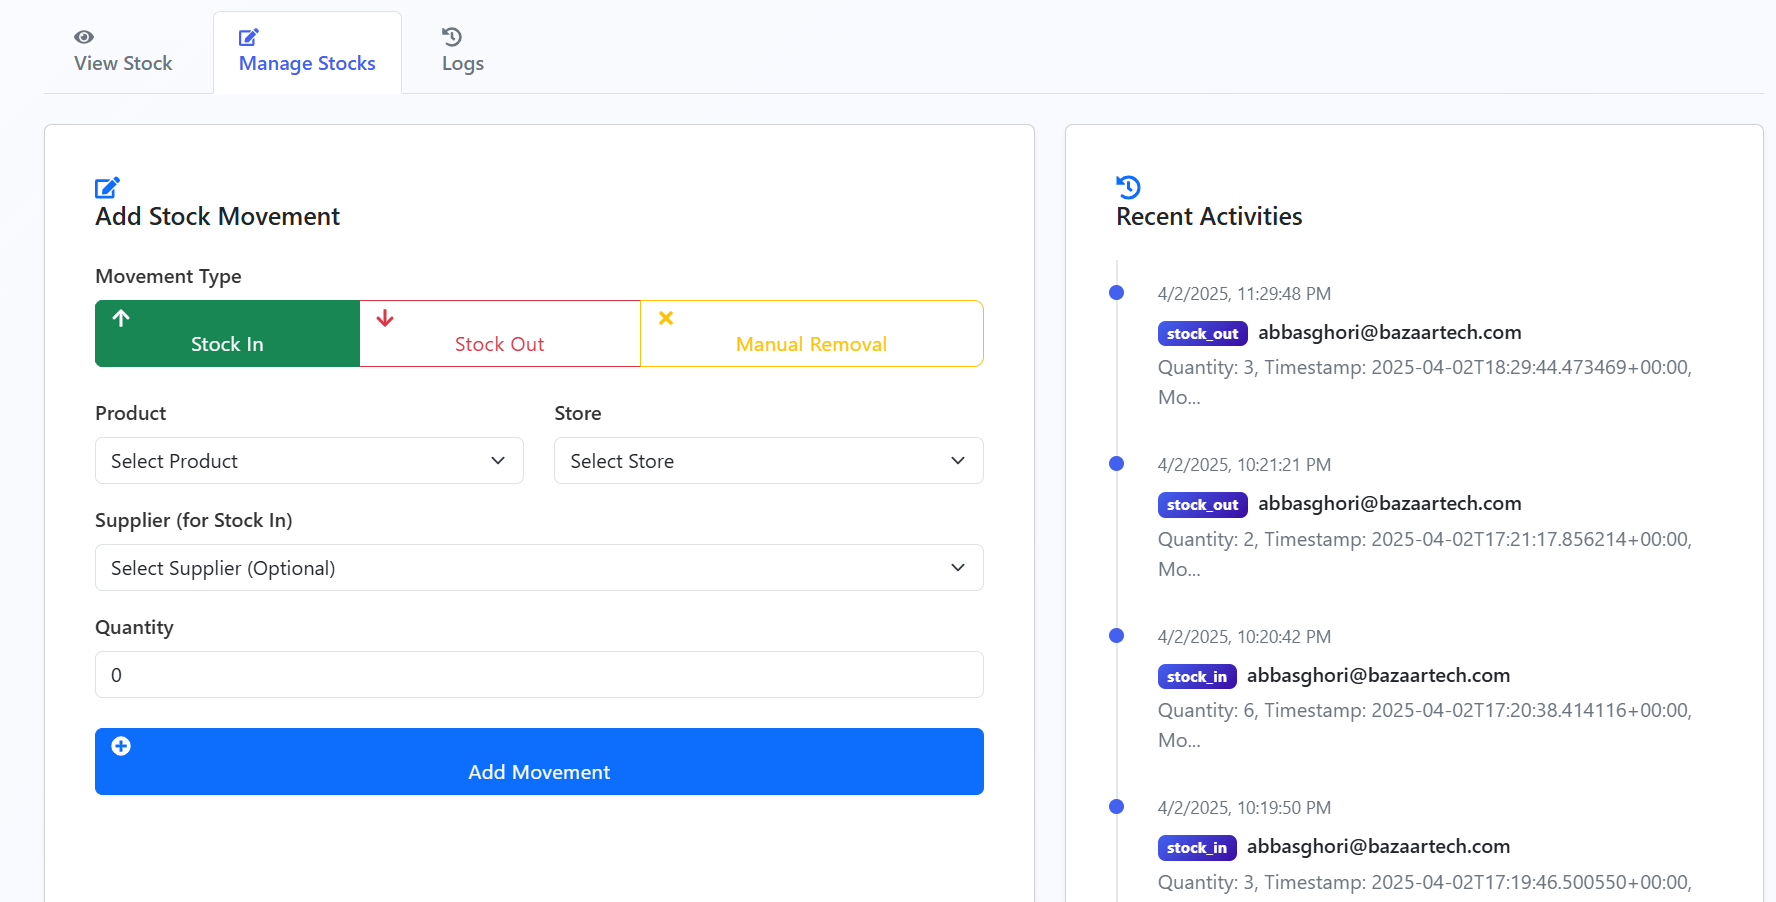 View Stock
Manage Stocks
Logs
Add Stock Movement
Movement Type
Stock In
Stock Out
Manual Removal
Product
Store
Select Product
Select Store
Supplier (for Stock In)
Select Supplier (Optional)
Quantity
0
Add Movement
Recent Activities
4/2/2025, 11:29:48 PM
stock_out abbasghori@bazaartech.com
Quantity: 3, Timestamp: 2025-04-02T18:29:44.473469+00:00,
Mo...
4/2/2025, 10:21:21 PM
stock_out abbasghori@bazaartech.com
Quantity: 2, Timestamp: 2025-04-02T17:21:17.856214+00:00,
Mo...
4/2/2025, 10:20:42 PM
stock_in abbasghori@bazaartech.com
Quantity: 6, Timestamp: 2025-04-02T17:20:38.414116+00:00,
Mo...
4/2/2025, 10:19:50 PM
stock_in abbasghori@bazaartech.com
Quantity: 3, Timestamp: 2025-04-02T17:19:46.500550+00:00,